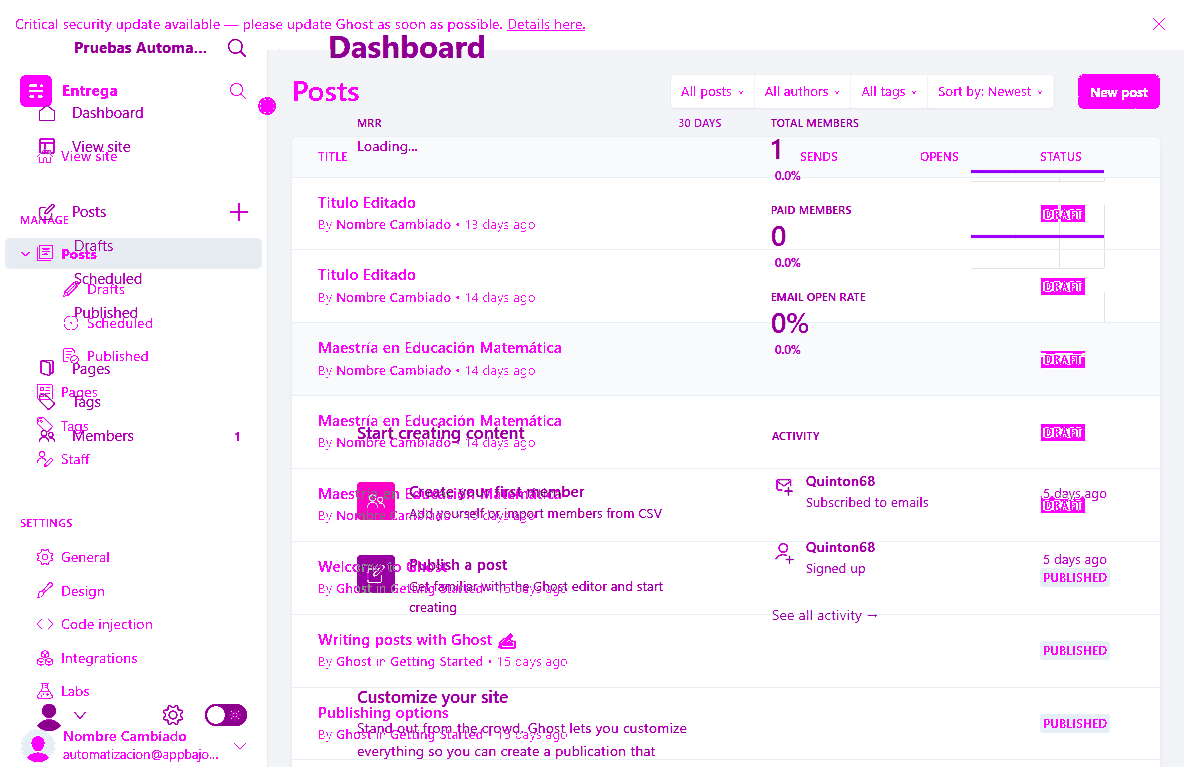 Critical security update available — please update Ghost as soon as possible. Details here.
Pruebas Automa...
Dashboard
Entrega
Posts
All posts
All authors
All tags
Sort by: Newest
New post
Dashboard
View site
View site
MRR
30 DAYS
TOTAL MEMBERS
Loading...
1
0.0%
TITLE
SENDS
OPENS
STATUS
Posts
MANAGE
Posts
Drafts
Scheduled
Drafts
Published
Scheduled
Published
Pages
Pages
Tags
Tags
Members
1
Staff
SETTINGS
General
Design
Code injection
Integrations
Labs
Nombre Cambiado
automatizacion@appbajo...
Titulo Editado
By Nombre Cambiado • 13 days ago
DRAFT
PAID MEMBERS
0
0.0%
Titulo Editado
By Nombre Cambiado • 14 days ago
DRAFT
EMAIL OPEN RATE
0%
0.0%
Maestría en Educación Matemática
By Nombre Cambiado • 14 days ago
DRAFT
Maestría en Educación Matemática
By Nombre Cambiado • 14 days ago
DRAFT
Start creating content
ACTIVITY
Maestría en Educación Matemática
By Nombre Cambiado • 15 days ago
DRAFT
Create your first member
Add yourself or import members from CSV
Quinton68
Subscribed to emails
5 days ago
Welcome to Ghost
By Ghost in Getting Started • 15 days ago
PUBLISHED
Publish a post
Get familiar with the Ghost editor and start
creating
Quinton68
Signed up
5 days ago
See all activity →
Writing posts with Ghost
By Ghost in Getting Started • 15 days ago
PUBLISHED
Customize your site
Publishing options
By Ghost in Getting Started • 15 days ago
PUBLISHED
Stand out from the crowd. Ghost lets you customize
everything so you can create a publication that